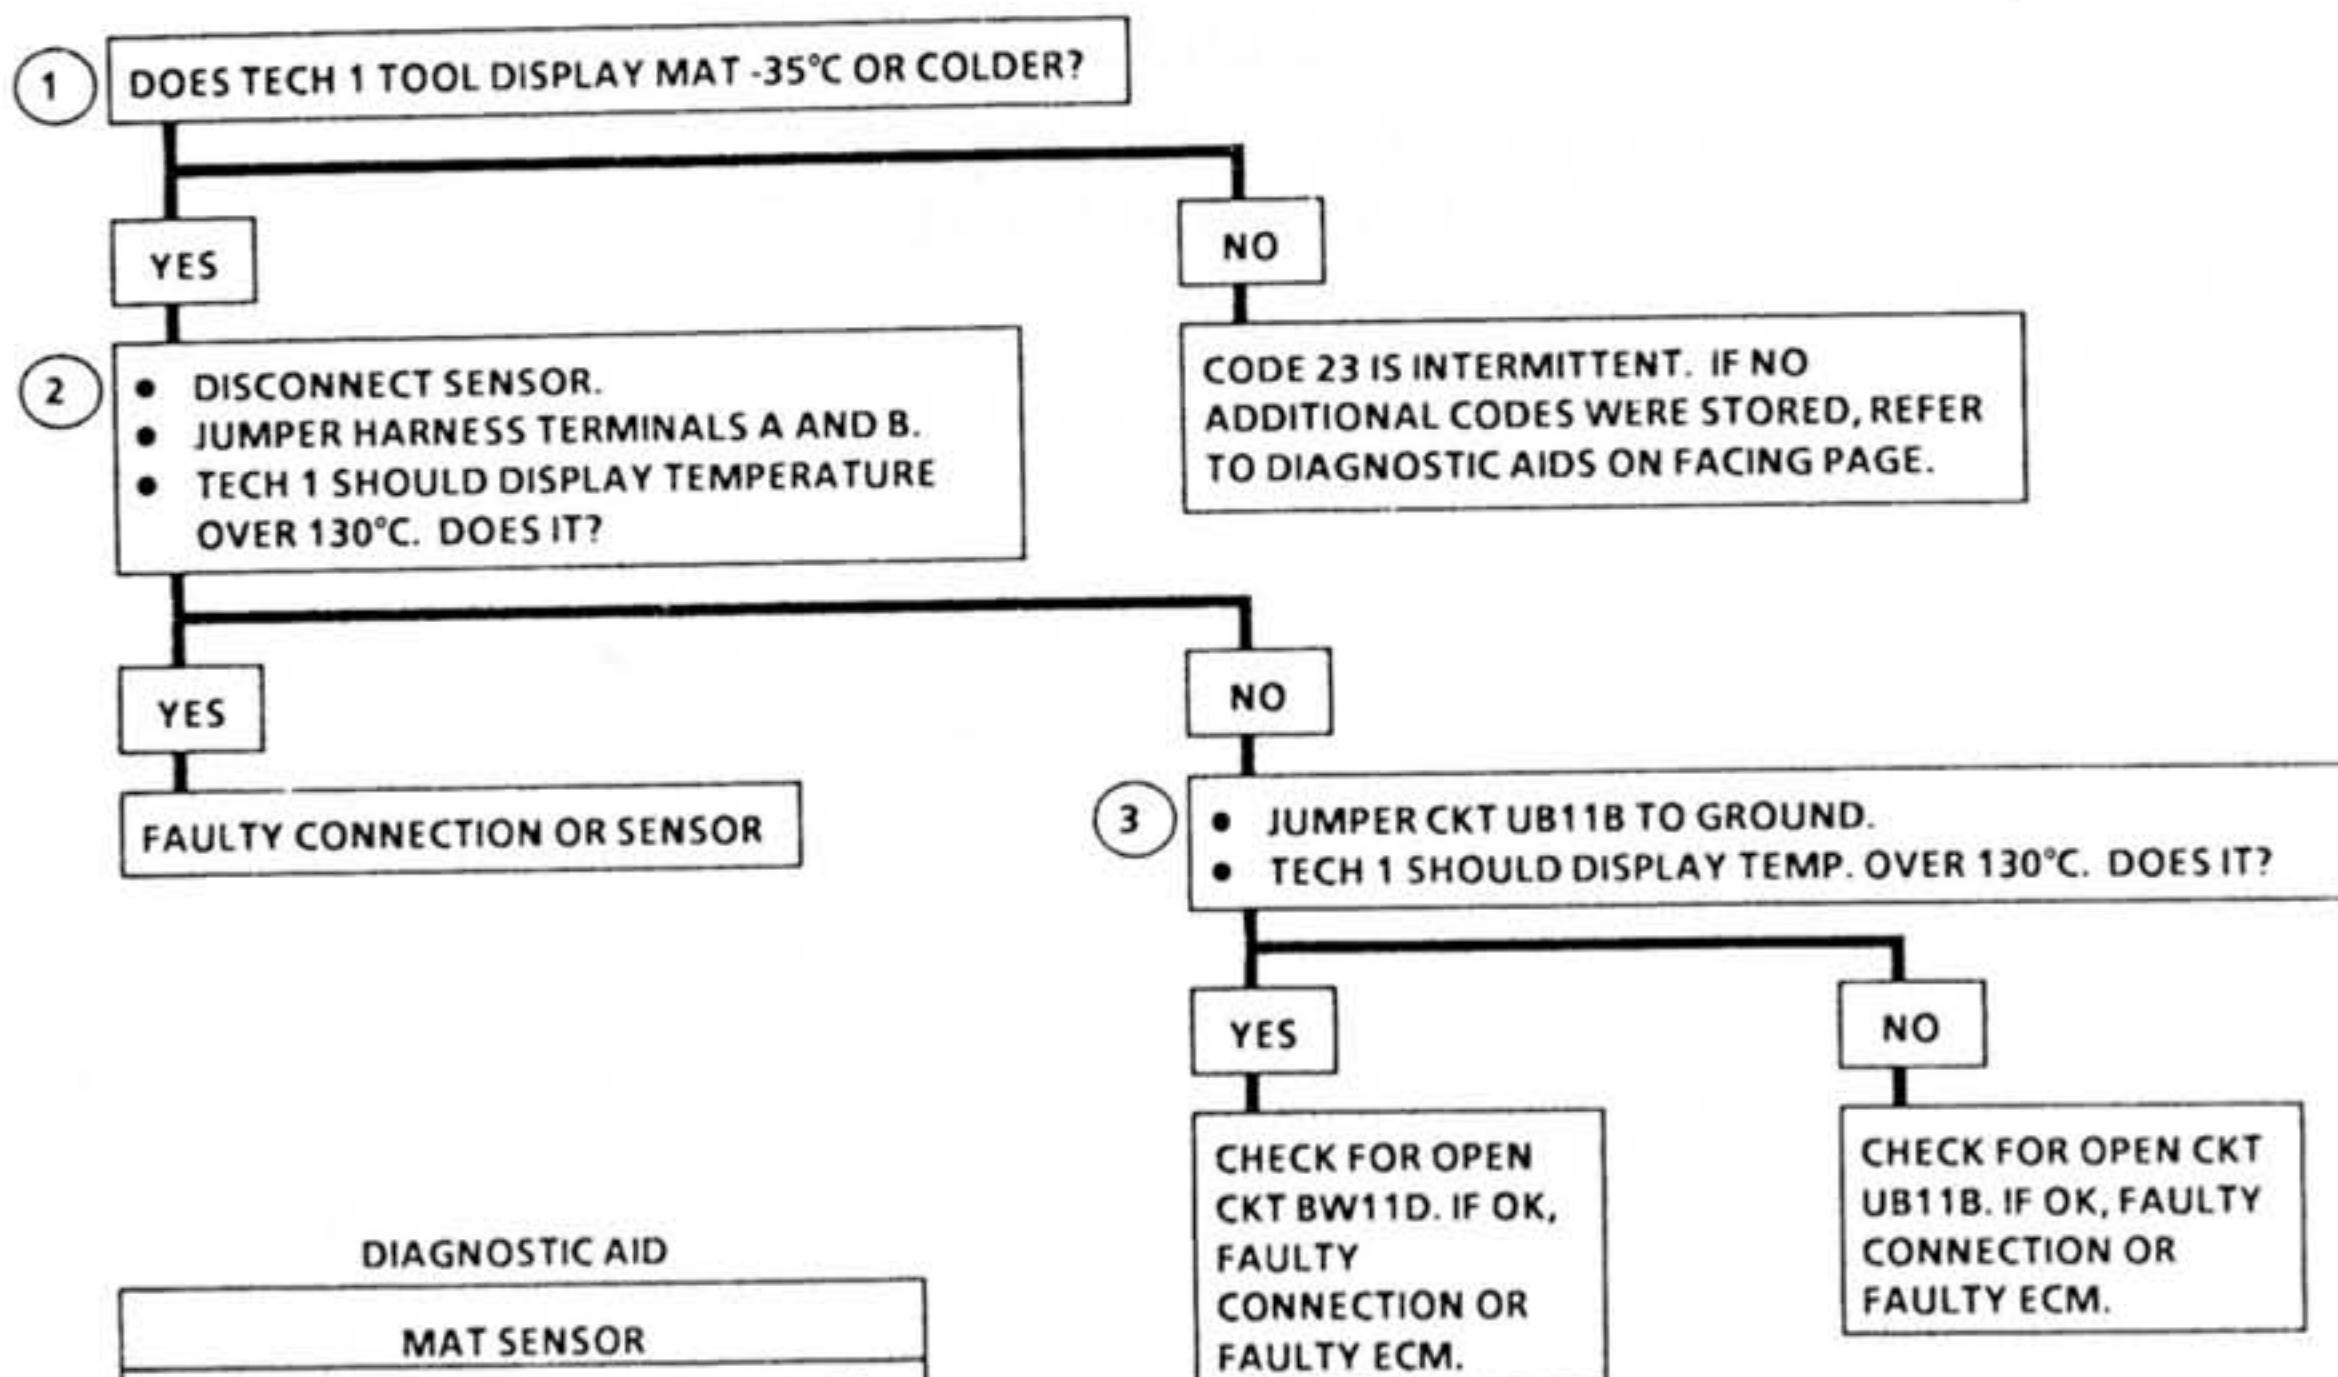 1
DOES TECH 1 TOOL DISPLAY MAT -35°C OR COLDER?
YES
NO
2
● DISCONNECT SENSOR.
● JUMPER HARNESS TERMINALS A AND B.
● TECH 1 SHOULD DISPLAY TEMPERATURE
OVER 130°C. DOES IT?
CODE 23 IS INTERMITTENT. IF NO
ADDITIONAL CODES WERE STORED, REFER
TO DIAGNOSTIC AIDS ON FACING PAGE.
YES
NO
FAULTY CONNECTION OR SENSOR
3
● JUMPER CKT UB11B TO GROUND.
● TECH 1 SHOULD DISPLAY TEMP. OVER 130°C. DOES IT?
YES
NO
CHECK FOR OPEN
CKT BW11D. IF OK,
FAULTY
CONNECTION OR
FAULTY ECM.
CHECK FOR OPEN CKT
UB11B. IF OK, FAULTY
CONNECTION OR
FAULTY ECM.
DIAGNOSTIC AID
MAT SENSOR